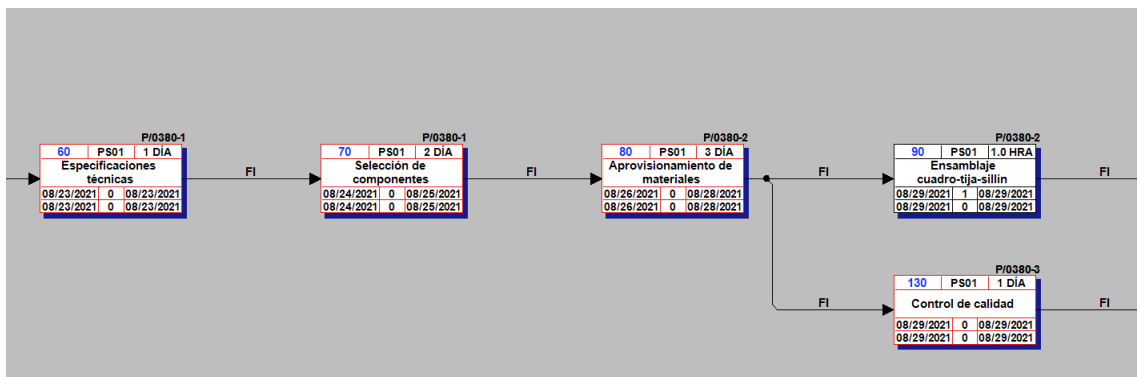 P/0380-1
60 PS01 1 DÍA
Especificaciones
técnicas
08/23/2021 0 08/23/2021
08/23/2021 0 08/23/2021
FI
P/0380-1
70 PS01 2 DÍA
Selección de
componentes
08/24/2021 0 08/25/2021
08/24/2021 0 08/25/2021
FI
P/0380-2
80 PS01 3 DÍA
Aprovisionamiento de
materiales
08/26/2021 0 08/28/2021
08/26/2021 0 08/28/2021
FI
P/0380-2
90 PS01 1.0 HRA
Ensamblaje
cuadro-tija-sillín
08/29/2021 1 08/29/2021
08/29/2021 0 08/29/2021
FI
FI
P/0380-3
130 PS01 1 DÍA
Control de calidad
08/29/2021 0 08/29/2021
08/29/2021 0 08/29/2021
FI